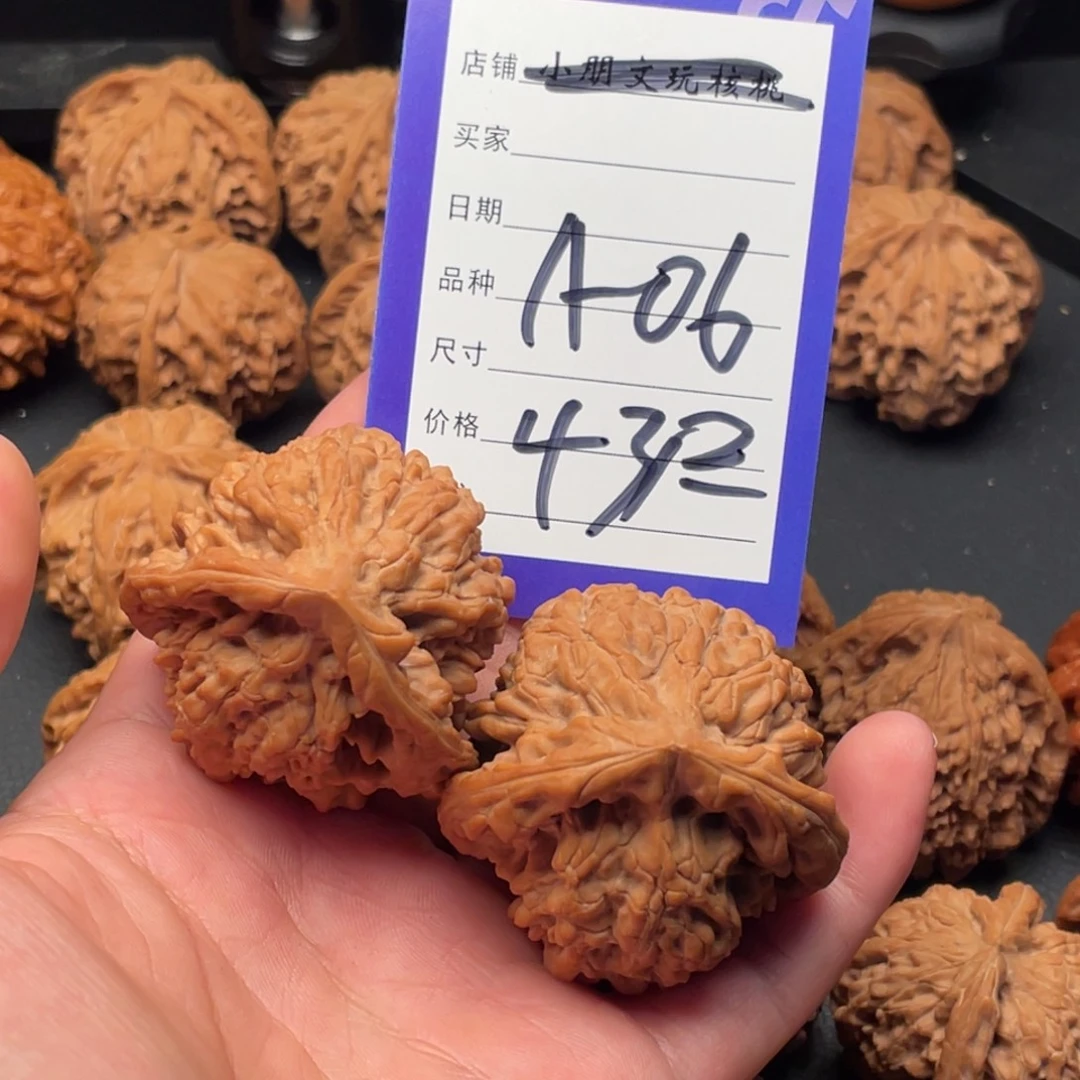 店铺 小朋文玩核桃
买家
日期
品种 A-06
尺寸
价格 432